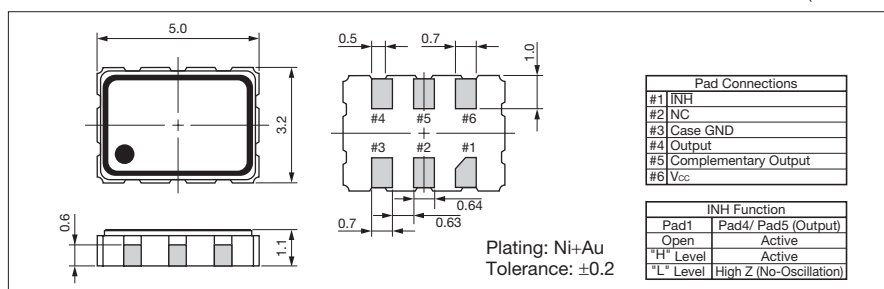 5.0
3.2
0.6
1.1
0.5
0.7
1.0
#4 #5 #6
#3 #2 #1
0.64
0.63
0.7
Plating: Ni+Au
Tolerance: ±0.2
Pad Connections
#1 INH
#2 NC
#3 Case GND
#4 Output
#5 Complementary Output
#6 Vcc
INH Function
Pad1 Pad4/ Pad5 (Output)
Open Active
"H" Level Active
"L" Level High Z (No-Oscillation)